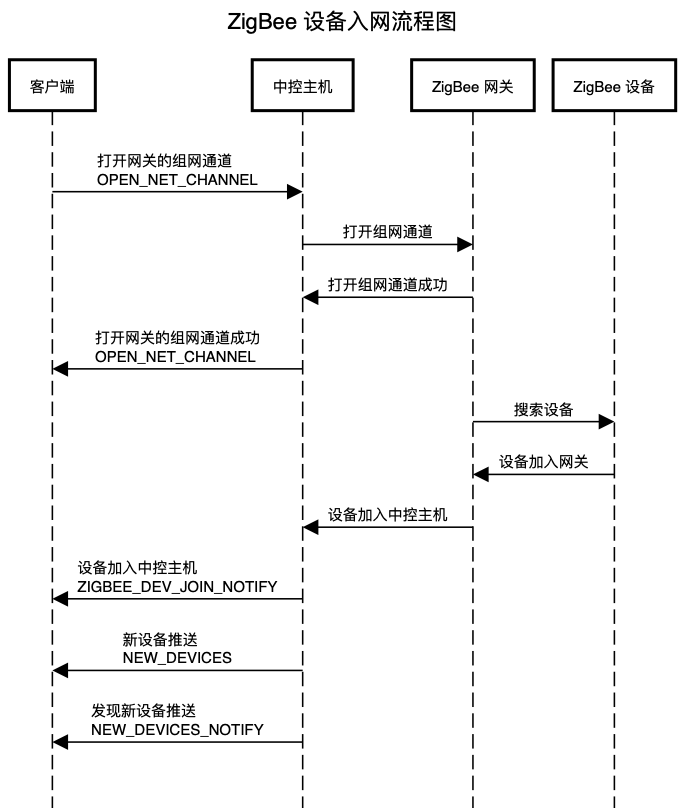 ZigBee 设备入网流程图
客户端
中控主机
ZigBee 网关
ZigBee 设备
打开网关的组网通道
OPEN_NET_CHANNEL
打开组网通道
打开组网通道成功
打开网关的组网通道成功
OPEN_NET_CHANNEL
搜索设备
设备加入网关
设备加入中控主机
设备加入中控主机
ZIGBEE_DEV_JOIN_NOTIFY
新设备推送
NEW_DEVICES
发现新设备推送
NEW_DEVICES_NOTIFY